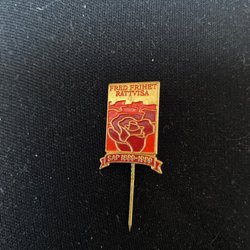 FRED FRIHET
RÄTTVISA
SAP 1889-1989